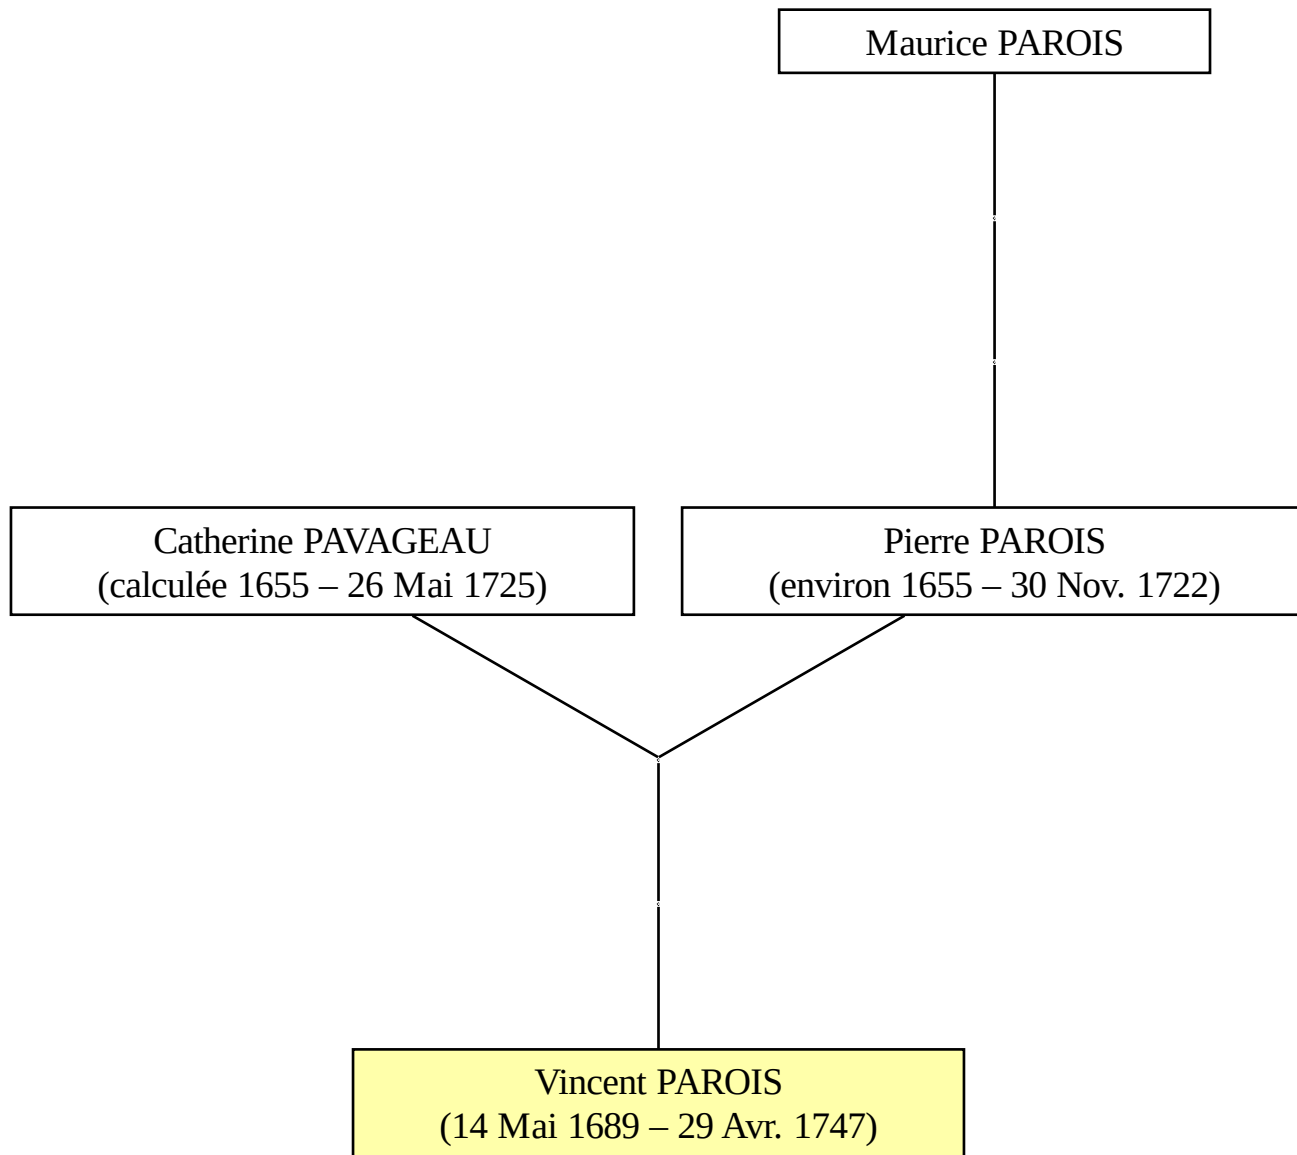 Maurice PAROIS
Catherine PAVAGEAU
(calculée 1655 – 26 Mai 1725)
Pierre PAROIS
(environ 1655 – 30 Nov. 1722)
Vincent PAROIS
(14 Mai 1689 – 29 Avr. 1747)